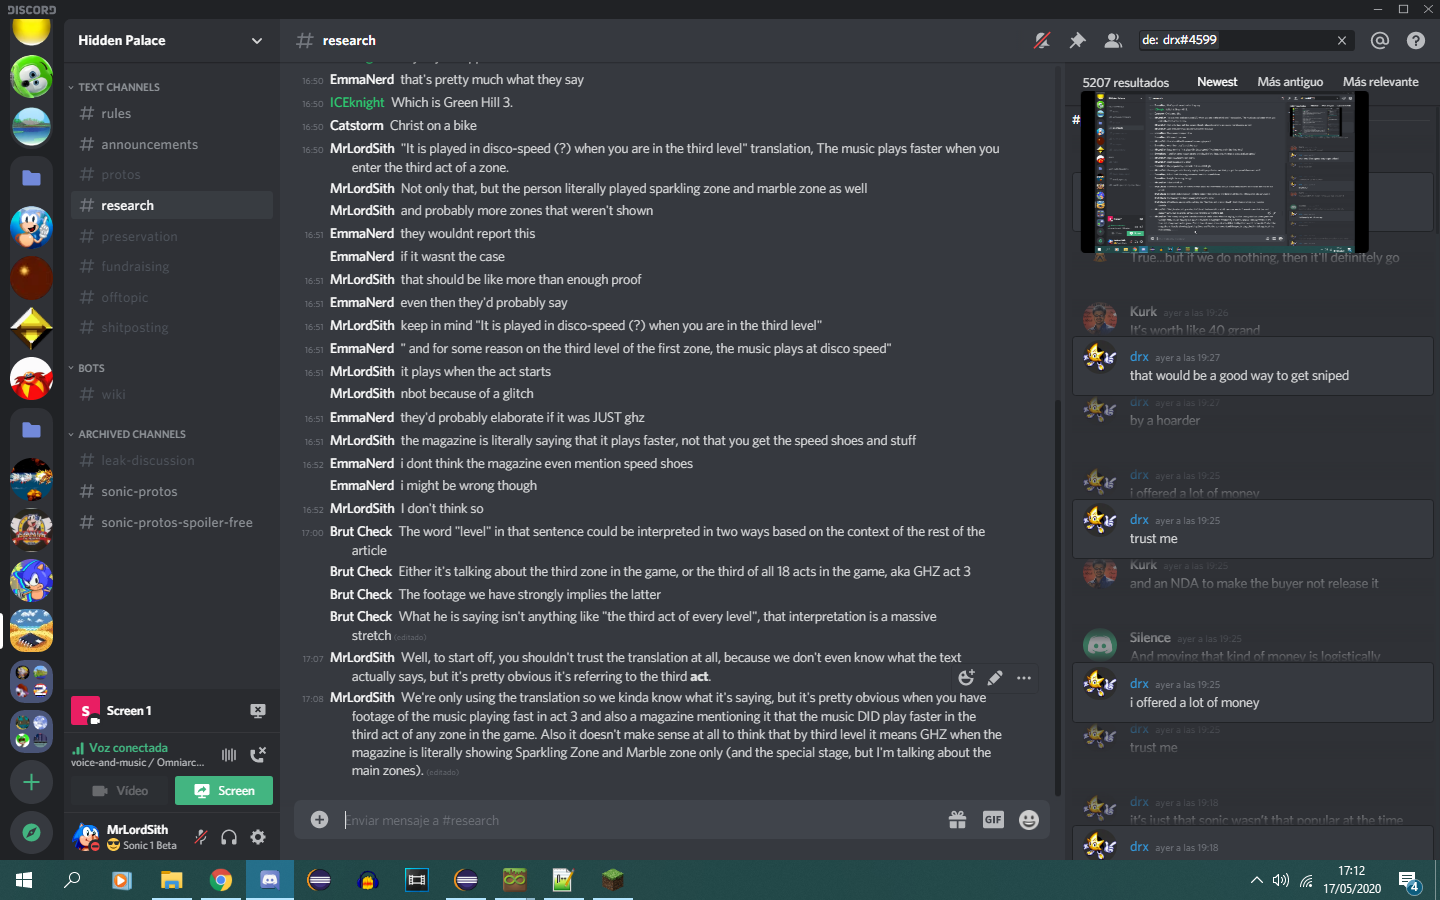 DISCORD
Hidden Palace
TEXT CHANNELS
# rules
# announcements
# protos
# research
# preservation
# fundraising
# offtopic
# shitposting
BOTS
# wiki
ARCHIVED CHANNELS
# leak-discussion
# sonic-protos
# sonic-protos-spoiler-free
S
Screen 1
Voz conectada
voice-and-music / Omniarc...
Vídeo
Screen
MrLordSith
😎 Sonic 1 Beta
# research
16:50 EmmaNerd that's pretty much what they say
16:50 ICEknight Which is Green Hill 3.
16:50 Catstorm Christ on a bike
16:50 MrLordSith "It is played in disco-speed (?) when you are in the third level" translation, The music plays faster when you
enter the third act of a zone.
MrLordSith Not only that, but the person literally played sparkling zone and marble zone as well
MrLordSith and probably more zones that weren't shown
16:51 EmmaNerd they wouldnt report this
EmmaNerd if it wasnt the case
16:51 MrLordSith that should be like more than enough proof
16:51 EmmaNerd even then they'd probably say
16:51 MrLordSith keep in mind "It is played in disco-speed (?) when you are in the third level"
16:51 EmmaNerd " and for some reason on the third level of the first zone, the music plays at disco speed"
16:51 MrLordSith it plays when the act starts
MrLordSith nbot because of a glitch
16:51 EmmaNerd they'd probably elaborate if it was JUST ghz
16:51 MrLordSith the magazine is literally saying that it plays faster, not that you get the speed shoes and stuff
16:52 EmmaNerd i dont think the magazine even mention speed shoes
EmmaNerd i might be wrong though
16:52 MrLordSith I don't think so
17:00 Brut Check The word "level" in that sentence could be interpreted in two ways based on the context of the rest of the
article
Brut Check Either it's talking about the third zone in the game, or the third of all 18 acts in the game, aka GHZ act 3
Brut Check The footage we have strongly implies the latter
Brut Check What he is saying isn't anything like "the third act of every level", that interpretation is a massive
stretch (editado)
17:07 MrLordSith Well, to start off, you shouldn't trust the translation at all, because we don't even know what the text
actually says, but it's pretty obvious it's referring to the third act.
17:08 MrLordSith We're only using the translation so we kinda know what it's saying, but it's pretty obvious when you have
footage of the music playing fast in act 3 and also a magazine mentioning it that the music DID play faster in the
third act of any zone in the game. Also it doesn't make sense at all to think that by third level it means GHZ when the
magazine is literally showing Sparkling Zone and Marble zone only (and the special stage, but I'm talking about the
main zones). (editado)
Enviar mensaje a #research
GIF
de: drx#4599
5207 resultados
Newest
Más antiguo
Más relevante
#
True...but if we do nothing, then it'll definitely go
Kurk ayer a las 19:26
It's worth like 40 grand
drx ayer a las 19:27
that would be a good way to get sniped
drx ayer a las 19:27
by a hoarder
drx ayer a las 19:25
i offered a lot of money
drx ayer a las 19:25
trust me
Kurk ayer a las 19:25
and an NDA to make the buyer not release it
Silence ayer a las 19:25
And moving that kind of money is logistically
drx ayer a las 19:25
i offered a lot of money
drx ayer a las 19:25
trust me
drx ayer a las 19:18
it's just that sonic wasn't that popular at the time
drx ayer a las 19:18
17:12
17/05/2020
4